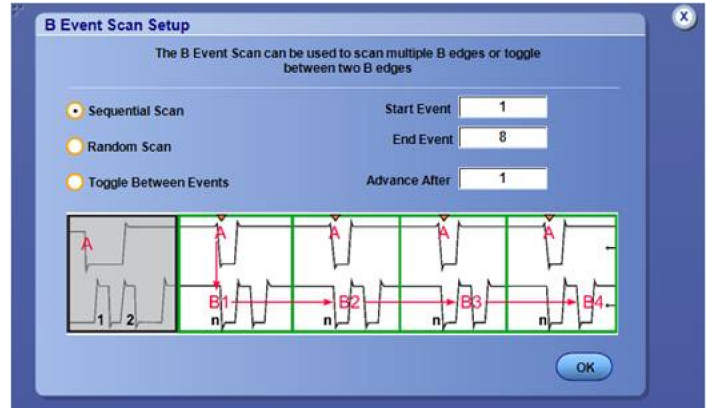 B Event Scan Setup
X
The B Event Scan can be used to scan multiple B edges or toggle
between two B edges
Sequential Scan
Start Event 1
Random Scan
End Event 8
Toggle Between Events
Advance After 1
A A A A A
B1 B2 B3 B4
1 2 n n n n
OK